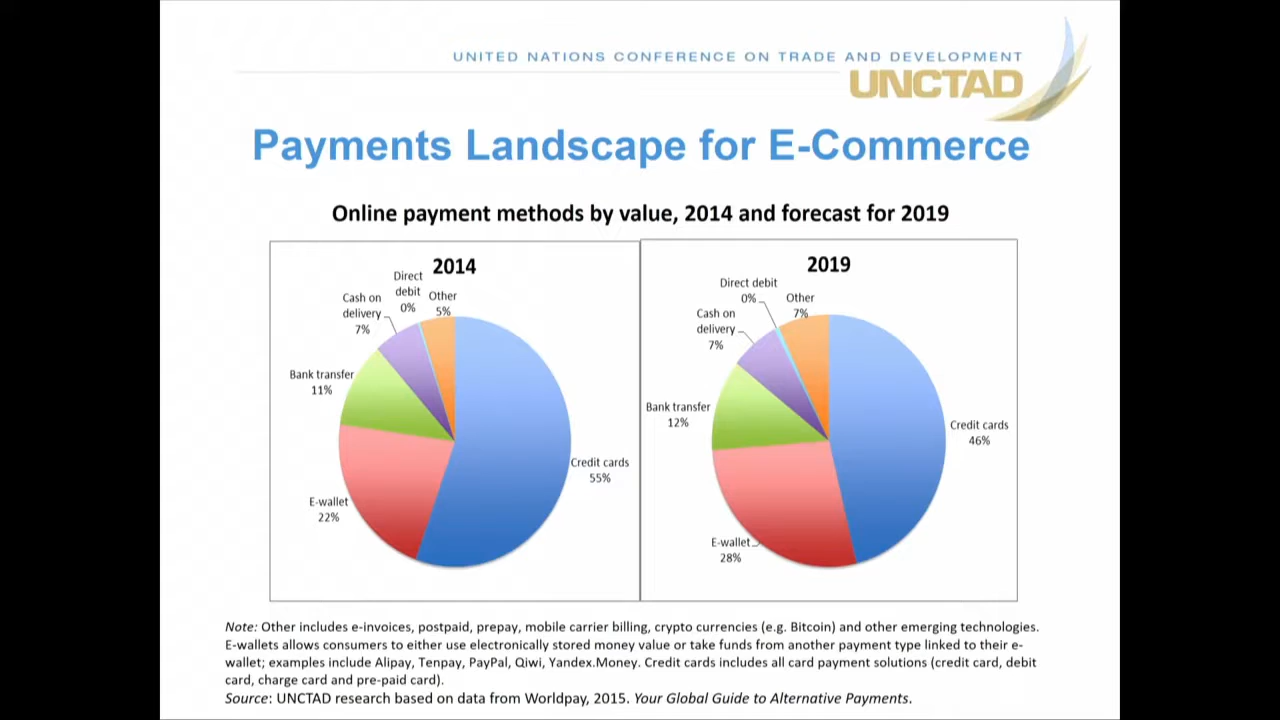 UNITED NATIONS CONFERENCE ON TRADE AND DEVELOPMENT
UNCTAD
Payments Landscape for E-Commerce
Online payment methods by value, 2014 and forecast for 2019
2014
Direct
debit
0%
Other
5%
Cash on
delivery
7%
Bank transfer
11%
Credit cards
55%
E-wallet
22%
2019
Direct debit
0%
Other
7%
Cash on
delivery
7%
Bank transfer
12%
Credit cards
46%
E-wallet
28%
Note: Other includes e-invoices, postpaid, prepay, mobile carrier billing, crypto currencies (e.g. Bitcoin) and other emerging technologies.
E-wallets allows consumers to either use electronically stored money value or take funds from another payment type linked to their e-
wallet; examples include Alipay, Tenpay, PayPal, Qiwi, Yandex.Money. Credit cards includes all card payment solutions (credit card, debit
card, charge card and pre-paid card).
Source: UNCTAD research based on data from Worldpay, 2015. Your Global Guide to Alternative Payments.